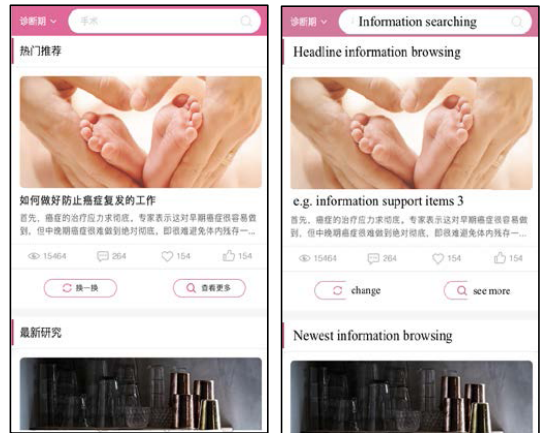 诊断期
手术
热门推荐
如何做好防止癌症复发的工作
首先，癌症的治疗应力求彻底。专家表示这对早期癌症很容易做
到，但中晚期癌症很难做到绝对彻底，即很难避免体内残存一...
15464 264 154 154
换一换 查看更多
最新研究
诊断期
Information searching
Headline information browsing
e.g. information support items 3
首先，癌症的治疗应力求彻底。专家表示这对早期癌症很容易做
到，但中晚期癌症很难做到绝对彻底，即很难避免体内残存一...
15464 264 154 154
change see more
Newest information browsing